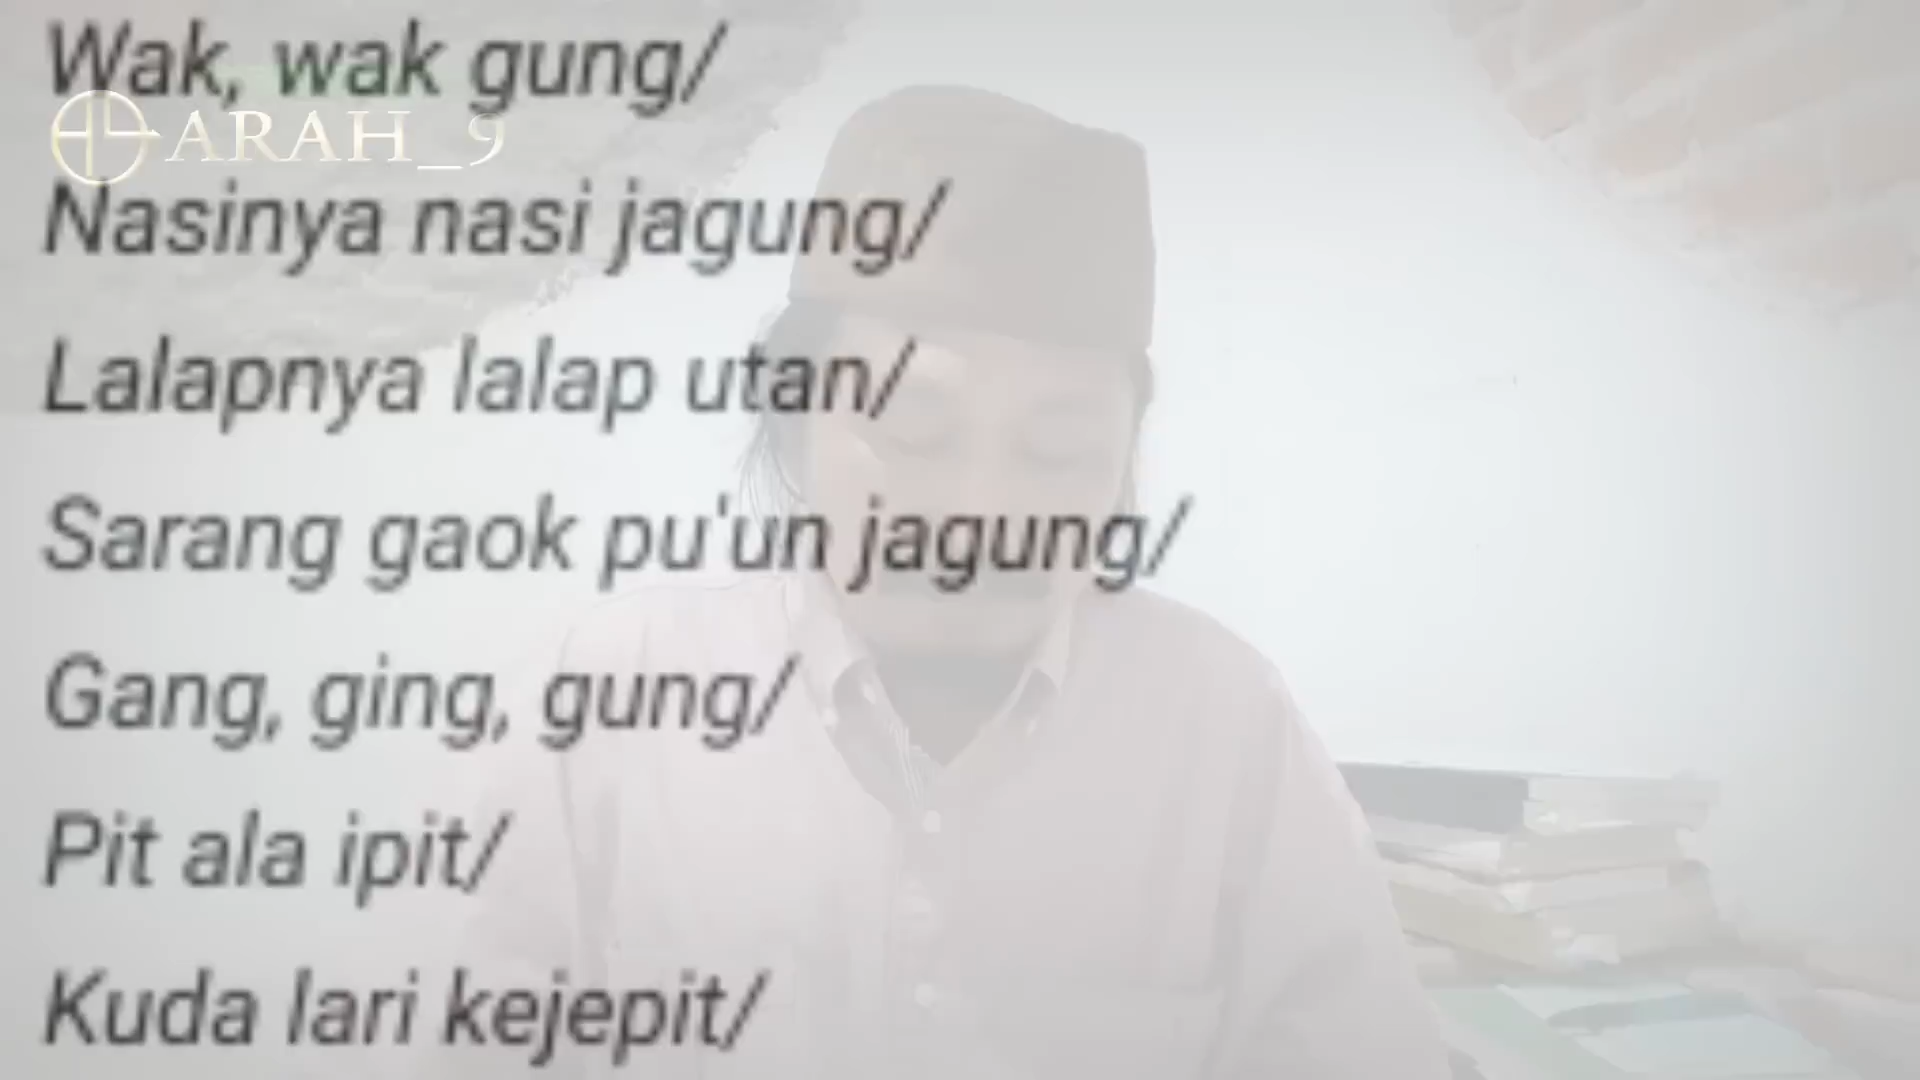 Wak, wak gung/
ARAH_9
Nasinya nasi jagung/
Lalapnya lalap utan/
Sarang gaok pu'un jagung/
Gang, ging, gung/
Pit ala ipit/
Kuda lari kejepit/